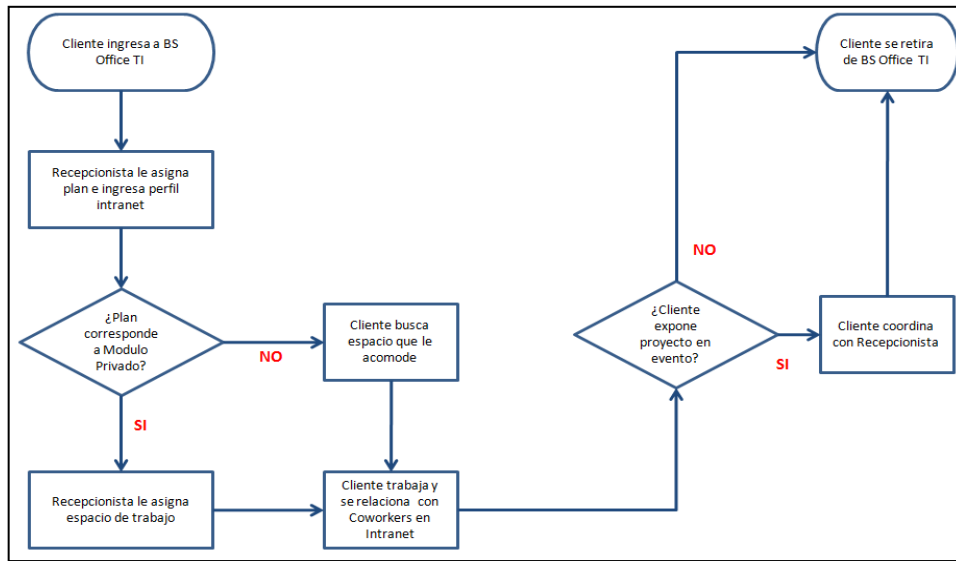 Cliente ingresa a BS
Office TI
Recepcionista le asigna
plan e ingresa perfil
intranet
¿Plan
corresponde
a Modulo
Privado?
NO
SI
Cliente busca
espacio que le
acomode
Recepcionista le asigna
espacio de trabajo
Cliente trabaja y
se relaciona con
Coworkers en
Intranet
¿Cliente
expone
proyecto en
evento?
NO
SI
Cliente coordina
con Recepcionista
Cliente se retira
de BS Office TI